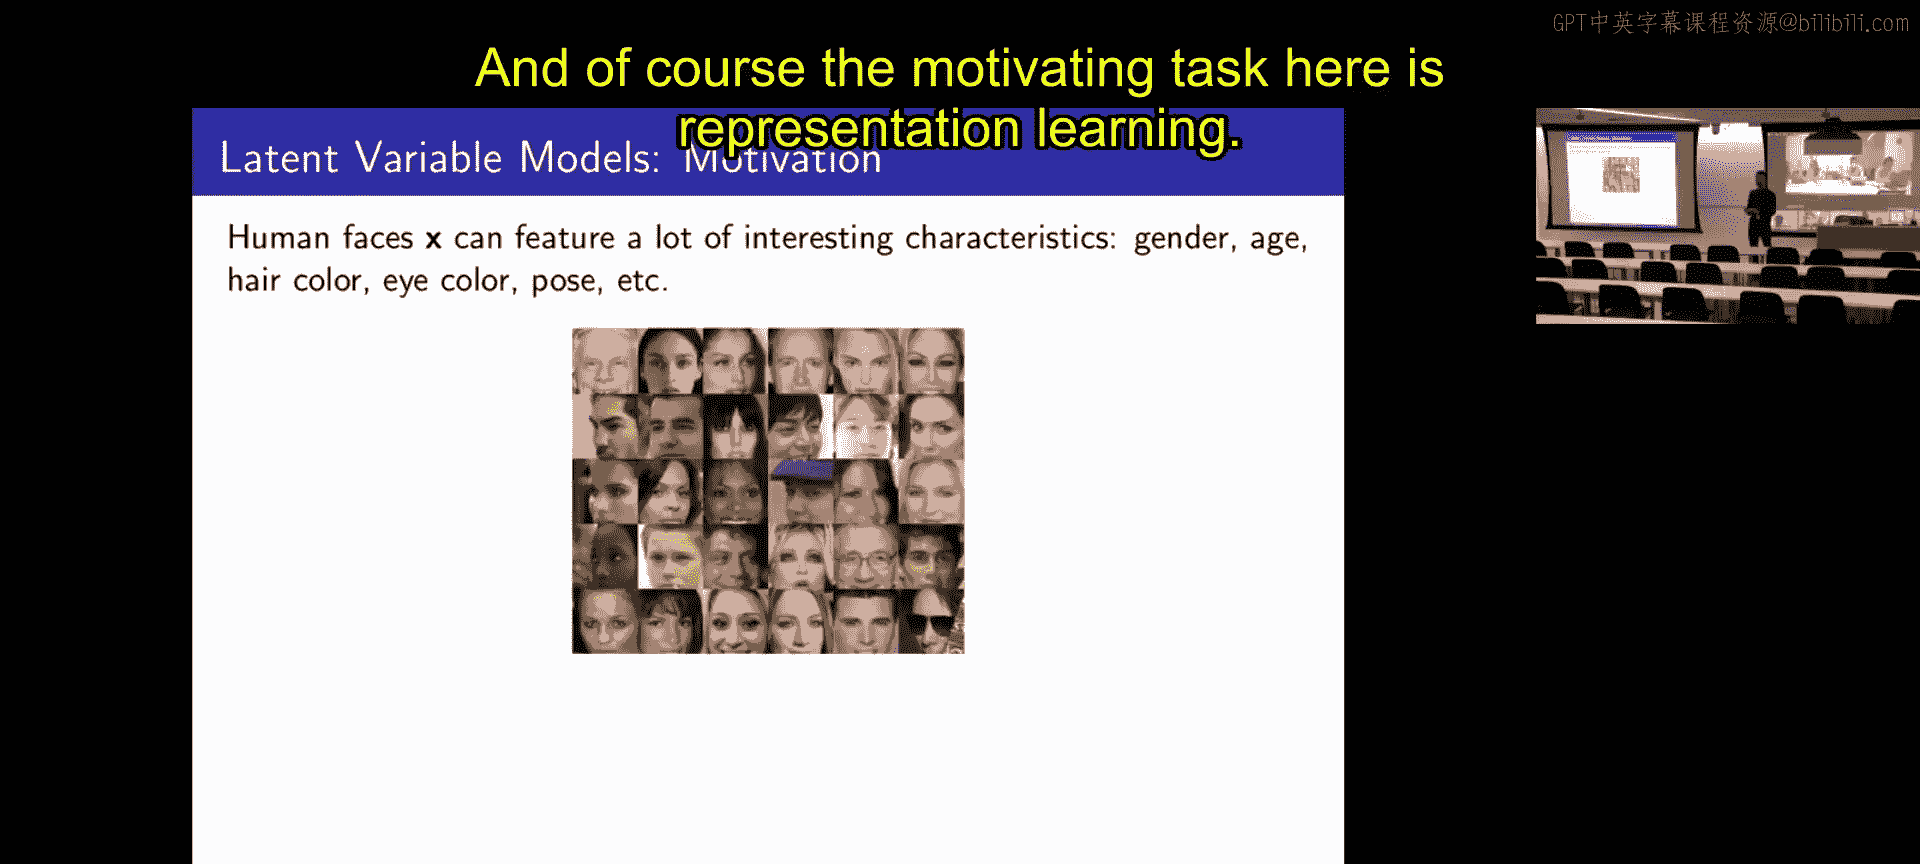 GPT中英字幕课程资源@bilibili.com
And of course the motivating task here is
representation learning.
Latent Variable Models: Motivation
Human faces x can feature a lot of interesting characteristics: gender, age,
hair color, eye color, pose, etc.